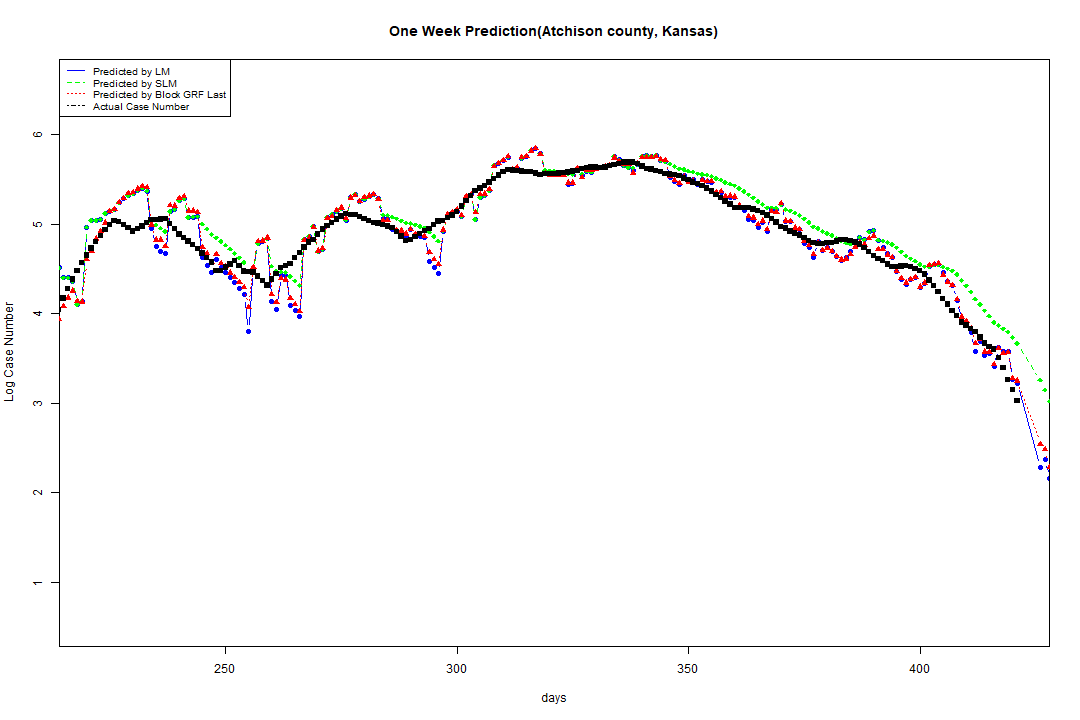 One Week Prediction(Atchison county, Kansas)
Predicted by LM
Predicted by SLM
Predicted by Block GRF Last
Actual Case Number
6
5
4
3
2
1
Log Case Number
250 300 350 400
days